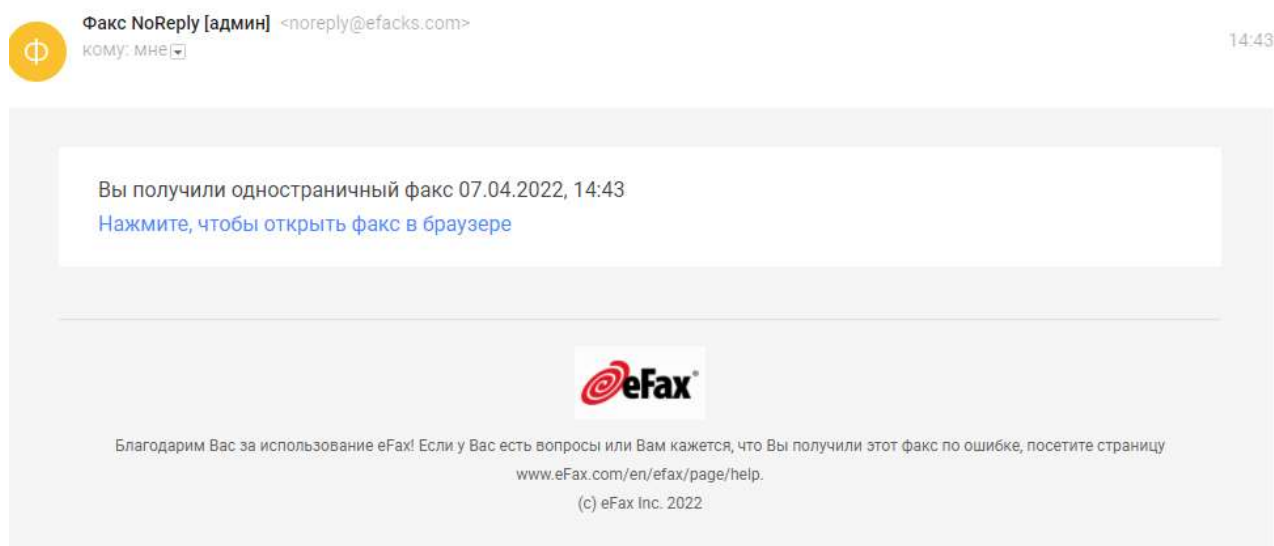 Факс NoReply [админ] <noreply@efacks.com>
кому: мне
14:43
Ф
Вы получили одностраничный факс 07.04.2022, 14:43
Нажмите, чтобы открыть факс в браузере
eFax®
Благодарим Вас за использование eFax! Если у Вас есть вопросы или Вам кажется, что Вы получили этот факс по ошибке, посетите страницу
www.eFax.com/en/efax/page/help.
(c) eFax Inc. 2022